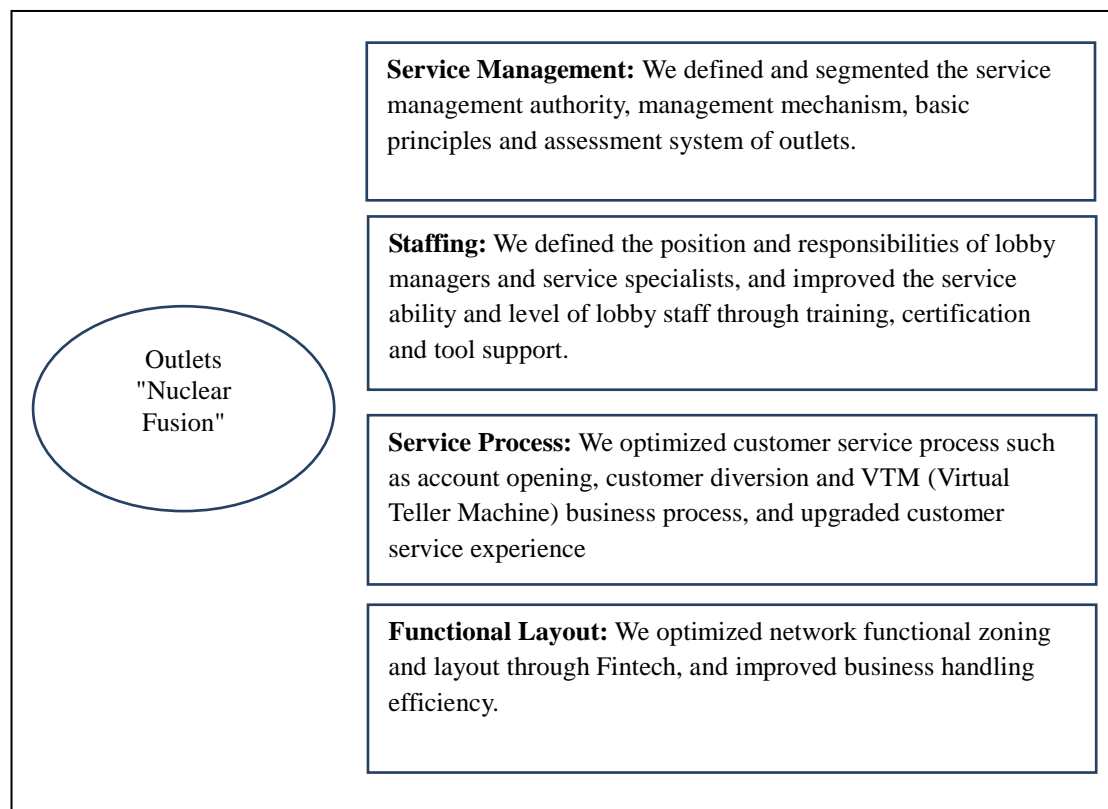 Outlets
"Nuclear
Fusion"
Service Management: We defined and segmented the service
management authority, management mechanism, basic
principles and assessment system of outlets.
Staffing: We defined the position and responsibilities of lobby
managers and service specialists, and improved the service
ability and level of lobby staff through training, certification
and tool support.
Service Process: We optimized customer service process such
as account opening, customer diversion and VTM (Virtual
Teller Machine) business process, and upgraded customer
service experience
Functional Layout: We optimized network functional zoning
and layout through Fintech, and improved business handling
efficiency.